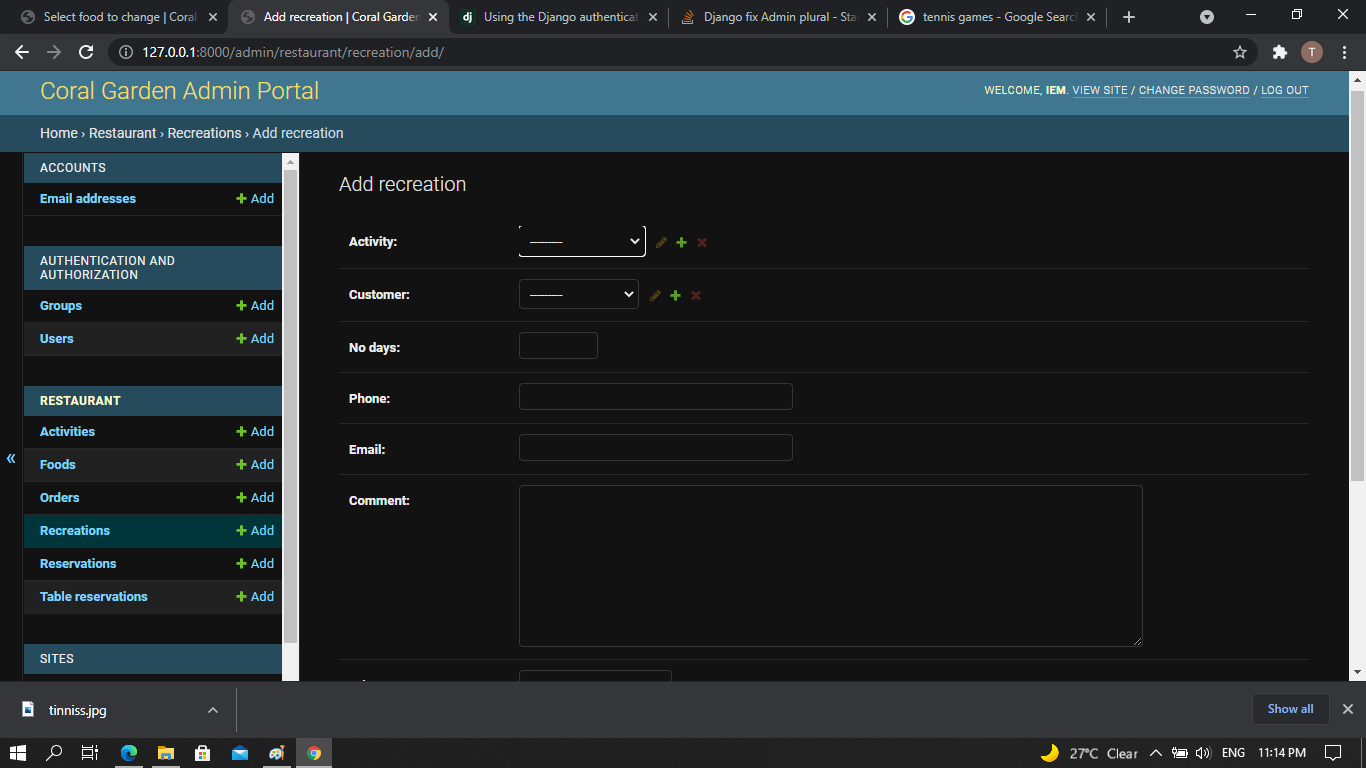 Select food to change | Coral
Add recreation | Coral Garden
dj Using the Django authenticat
Django fix Admin plural - Sta
tennis games - Google Search
127.0.0.1:8000/admin/restaurant/recreation/add/
T
Coral Garden Admin Portal
WELCOME, IEM. VIEW SITE / CHANGE PASSWORD / LOG OUT
Home › Restaurant › Recreations › Add recreation
ACCOUNTS
Email addresses + Add
AUTHENTICATION AND
AUTHORIZATION
Groups + Add
Users + Add
RESTAURANT
Activities + Add
Foods + Add
Orders + Add
Recreations + Add
Reservations + Add
Table reservations + Add
SITES
«
Add recreation
Activity: ---------
Customer: ---------
No days:
Phone:
Email:
Comment:
tinniss.jpg
Show all
27°C Clear
ENG
11:14 PM